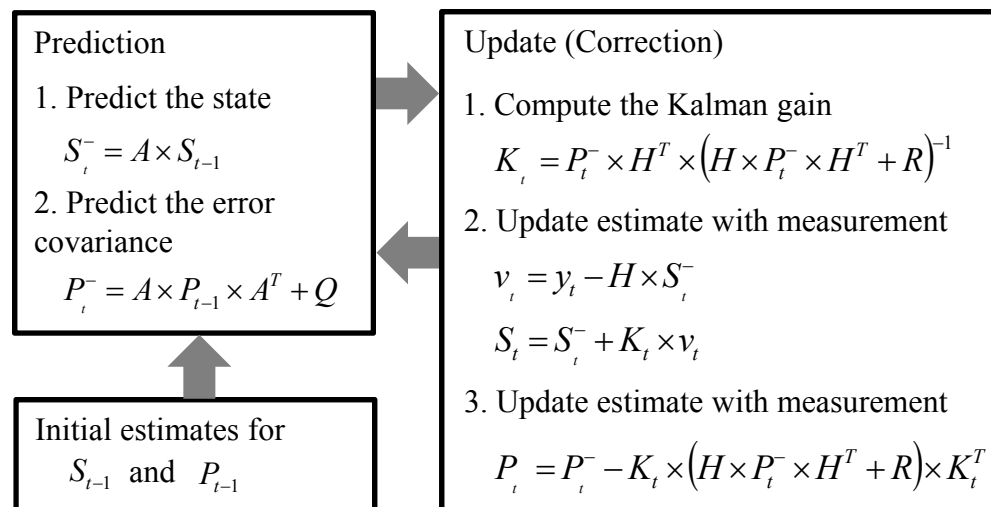 Prediction
1. Predict the state
S_t^- = A × S_{t-1}
2. Predict the error
covariance
P_t^- = A × P_{t-1} × A^T + Q
Initial estimates for
S_{t-1} and P_{t-1}
Update (Correction)
1. Compute the Kalman gain
K_t = P_t^- × H^T × (H × P_t^- × H^T + R)^{-1}
2. Update estimate with measurement
v_t = y_t - H × S_t^-
S_t = S_t^- + K_t × v_t
3. Update estimate with measurement
P_t = P_t^- - K_t × (H × P_t^- × H^T + R) × K_t^T